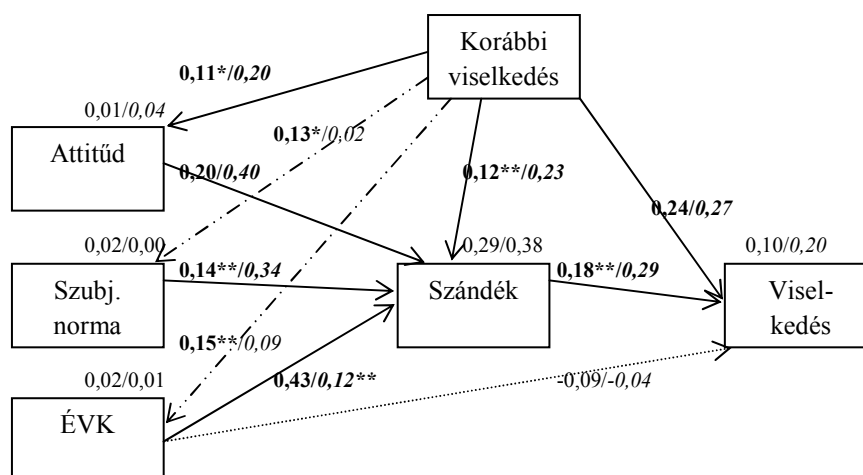 Korábbi
viselkedés
0,11*/0,20
0,01/0,04
Attitűd
0,13*/0,02
0,20/0,40
0,12**/0,23
0,24/0,27
0,02/0,00
0,29/0,38
0,10/0,20
Szubj.
norma
0,14**/0,34
Szándék
0,18**/0,29
Visel-
kedés
0,15**/0,09
0,02/0,01
0,43/0,12**
-0,09/-0,04
ÉVK